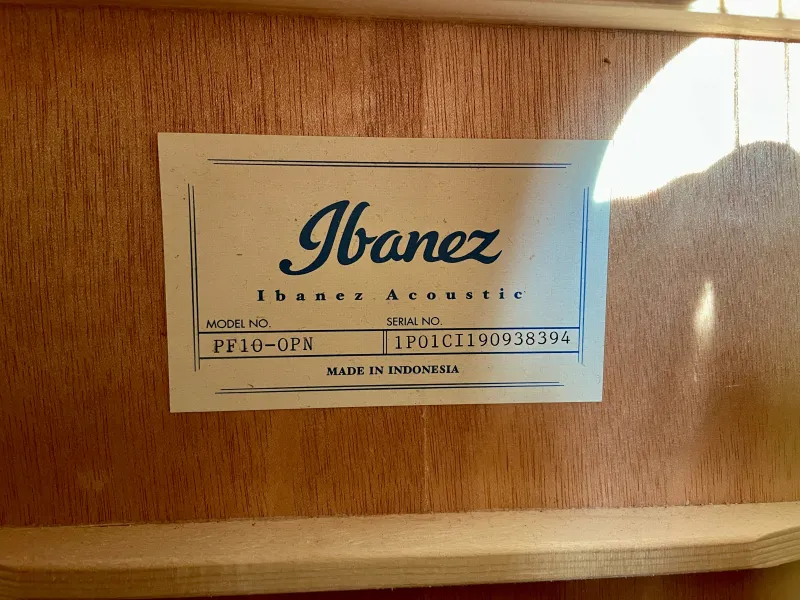 Ibanez
Ibanez Acoustic
MODEL NO. SERIAL NO.
PF10-OPN 1P01CI190938394
MADE IN INDONESIA